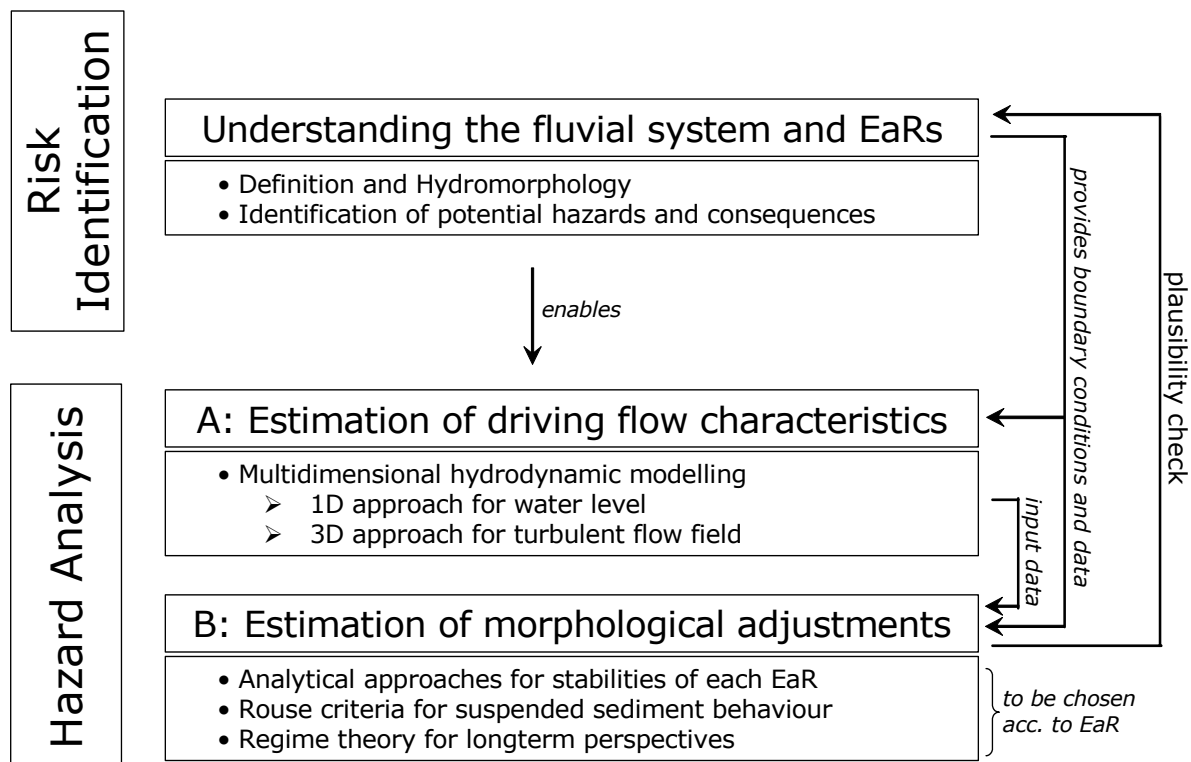 Risk
Identification
Understanding the fluvial system and EaRs
• Definition and Hydromorphology
• Identification of potential hazards and consequences
enables
provides boundary conditions and data
plausibility check
Hazard Analysis
A: Estimation of driving flow characteristics
• Multidimensional hydrodynamic modelling
➢ 1D approach for water level
➢ 3D approach for turbulent flow field
input data
B: Estimation of morphological adjustments
• Analytical approaches for stabilities of each EaR
• Rouse criteria for suspended sediment behaviour
• Regime theory for longterm perspectives
to be chosen
acc. to EaR